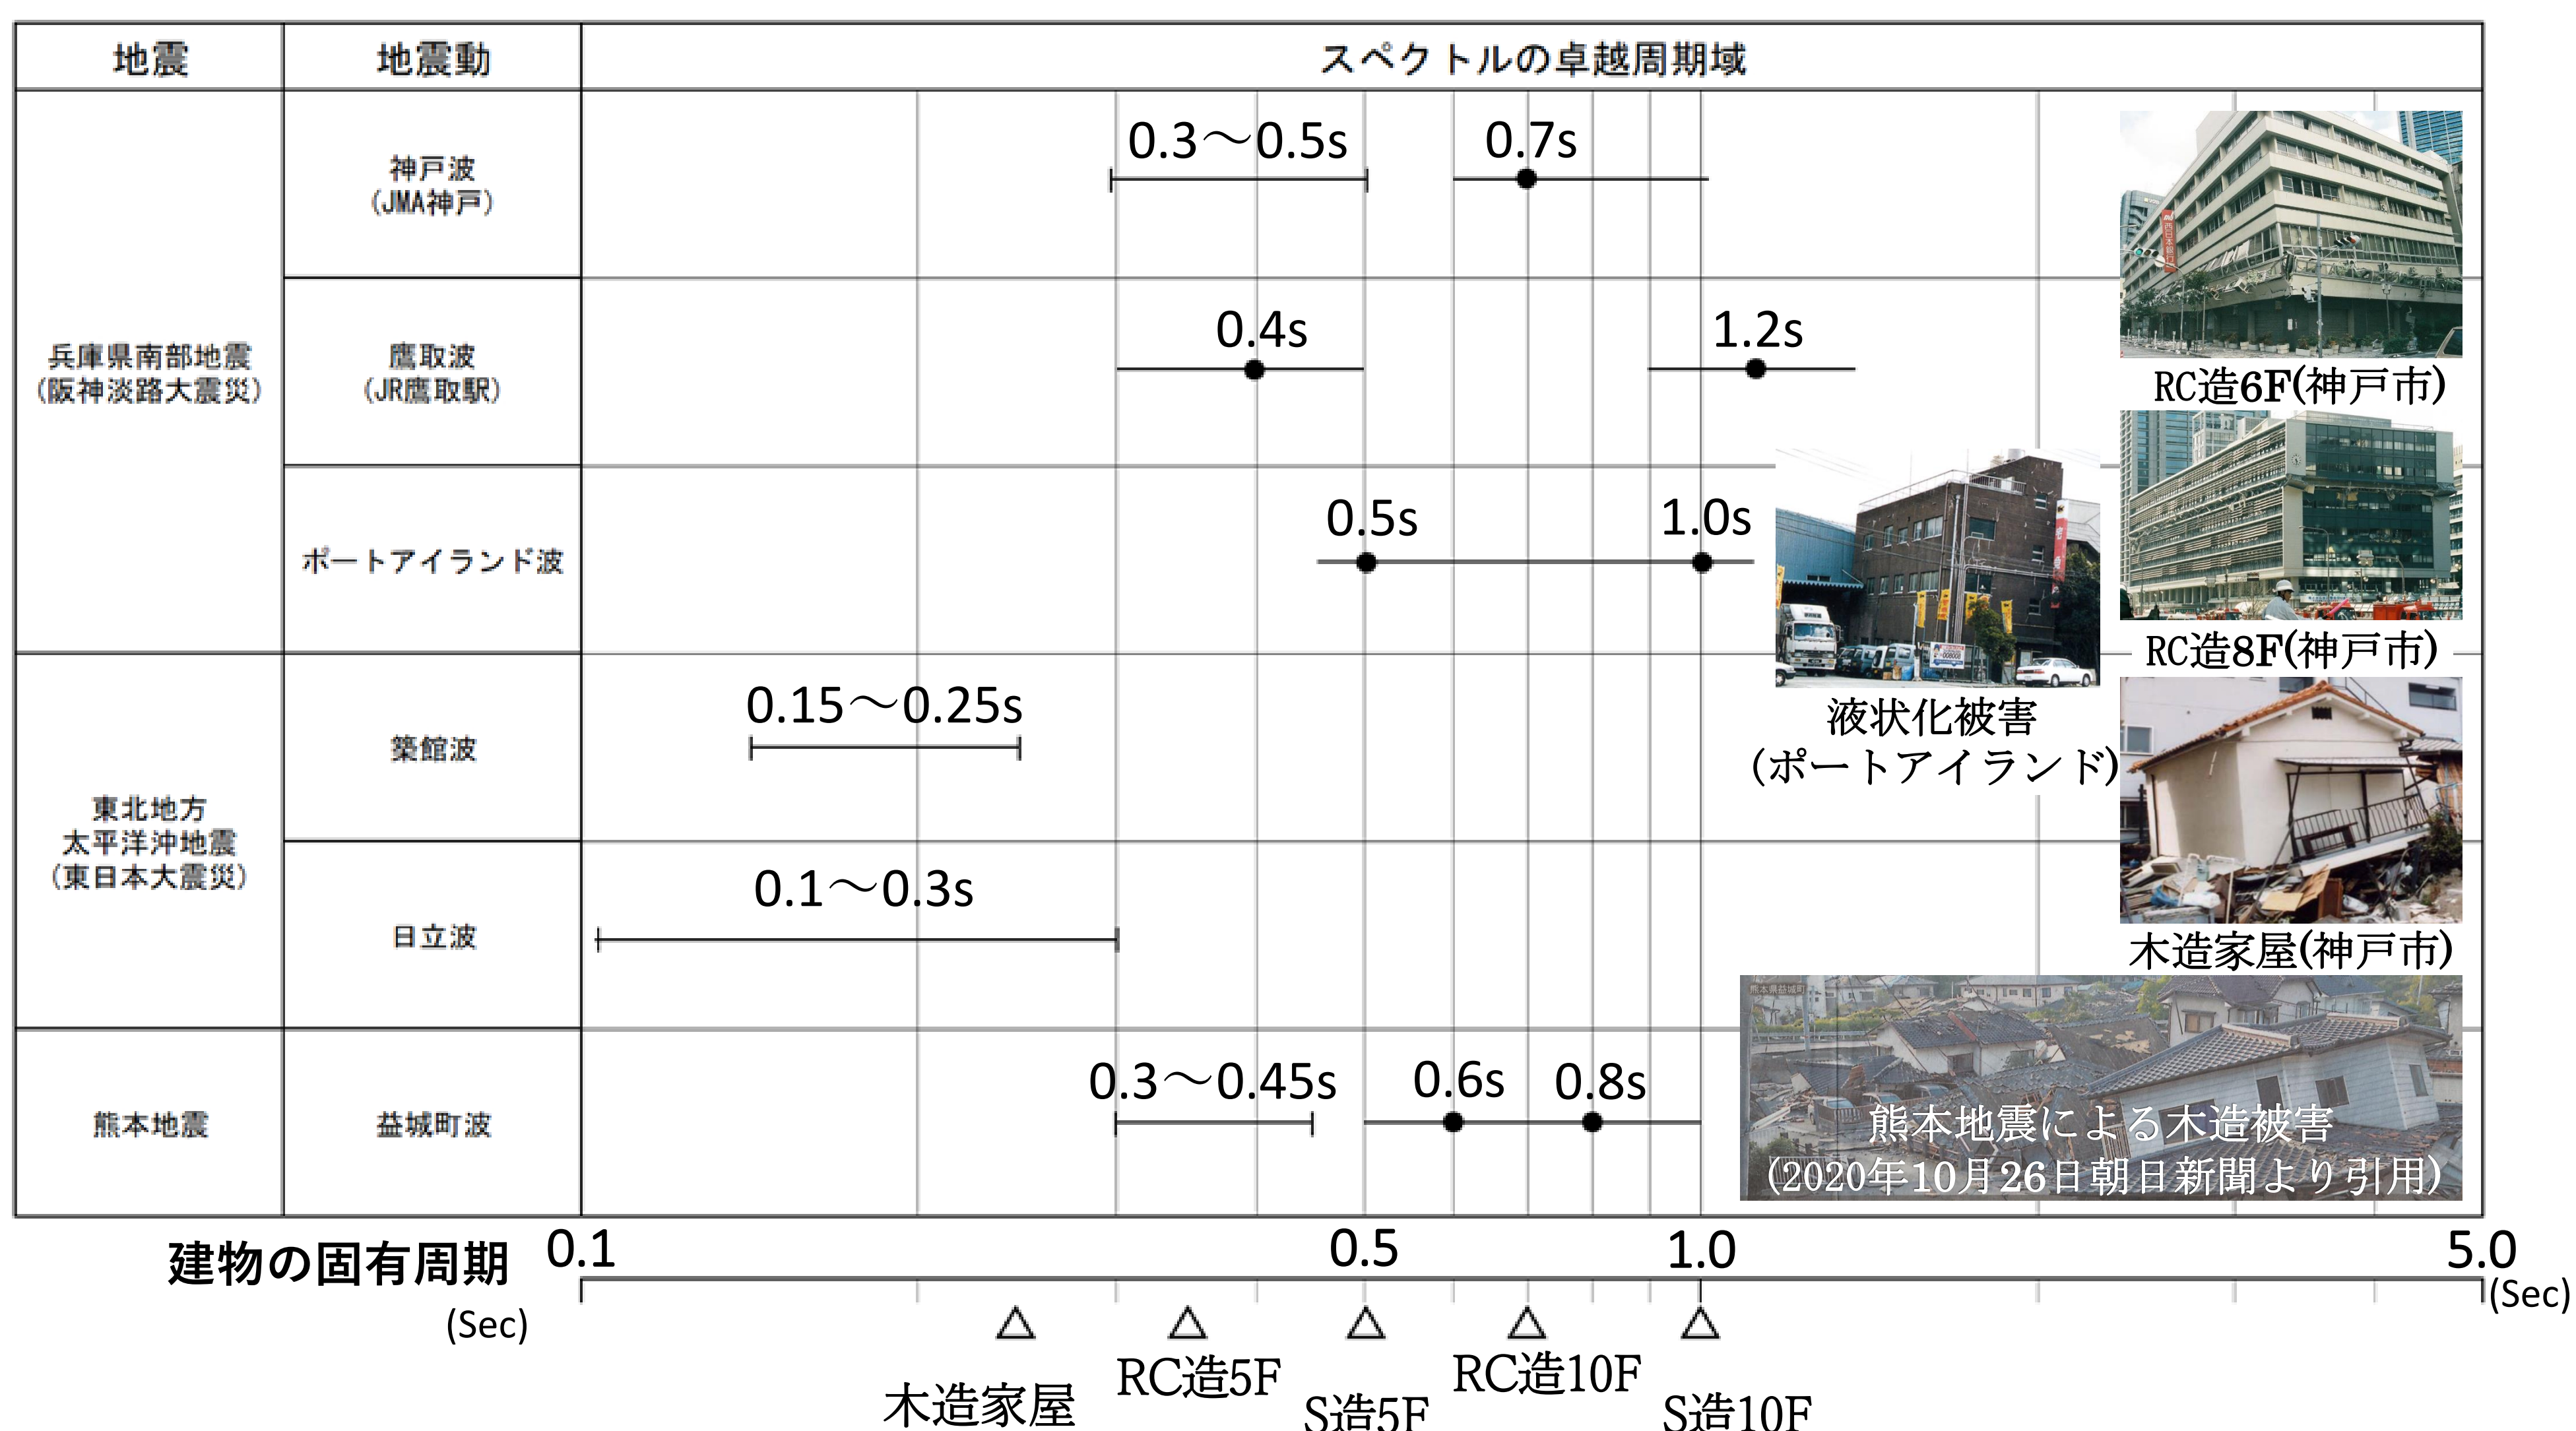 地震
地震動
スペクトルの卓越周期域
兵庫県南部地震
(阪神淡路大震災)
神戸波
(JMA神戸)
0.3～0.5s
0.7s
鷹取波
(JR鷹取駅)
0.4s
1.2s
ポートアイランド波
0.5s
1.0s
東北地方
太平洋沖地震
(東日本大震災)
築館波
0.15～0.25s
日立波
0.1～0.3s
熊本地震
益城町波
0.3～0.45s
0.6s
0.8s
RC造6F(神戸市)
RC造8F(神戸市)
液状化被害
(ポートアイランド)
木造家屋(神戸市)
熊本県益城町
熊本地震による木造被害
(2020年10月26日朝日新聞より引用)
建物の固有周期
(Sec)
0.1
0.5
1.0
5.0
(Sec)
木造家屋
RC造5F
S造5F
RC造10F
S造10F